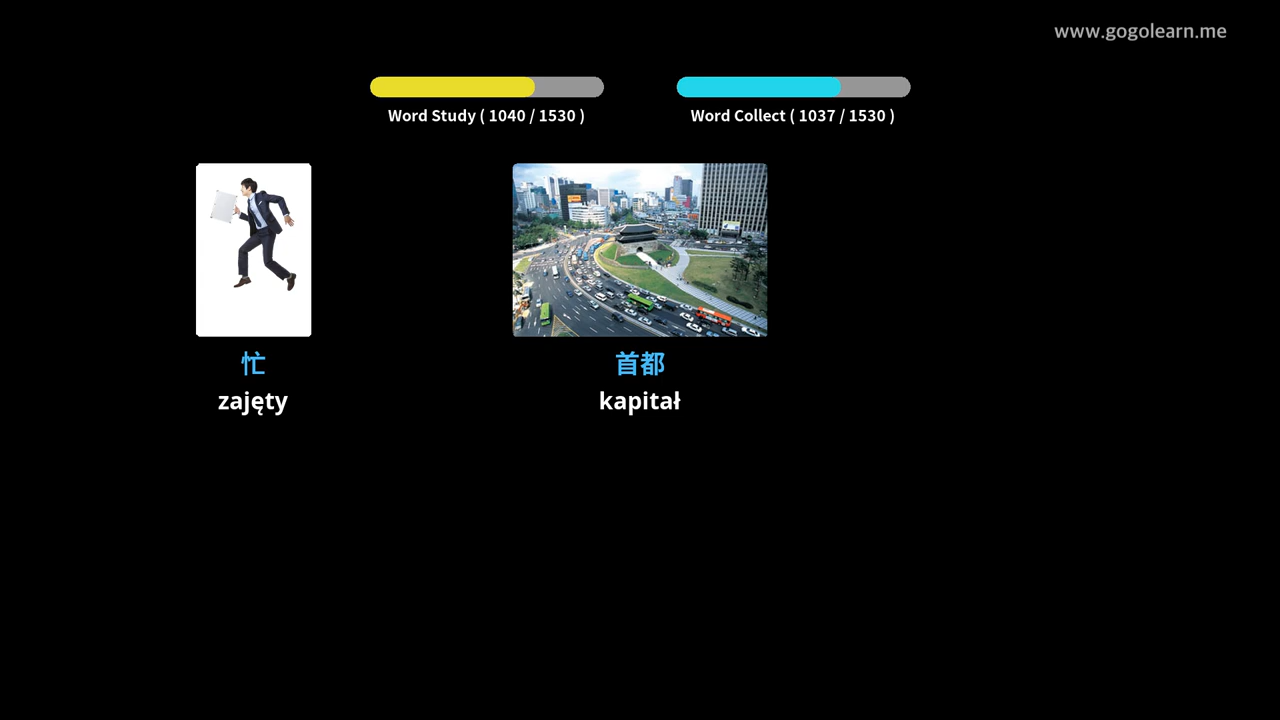 www.gogolearn.me
Word Study ( 1040 / 1530 )
Word Collect ( 1037 / 1530 )
忙
zajęty
首都
kapitał